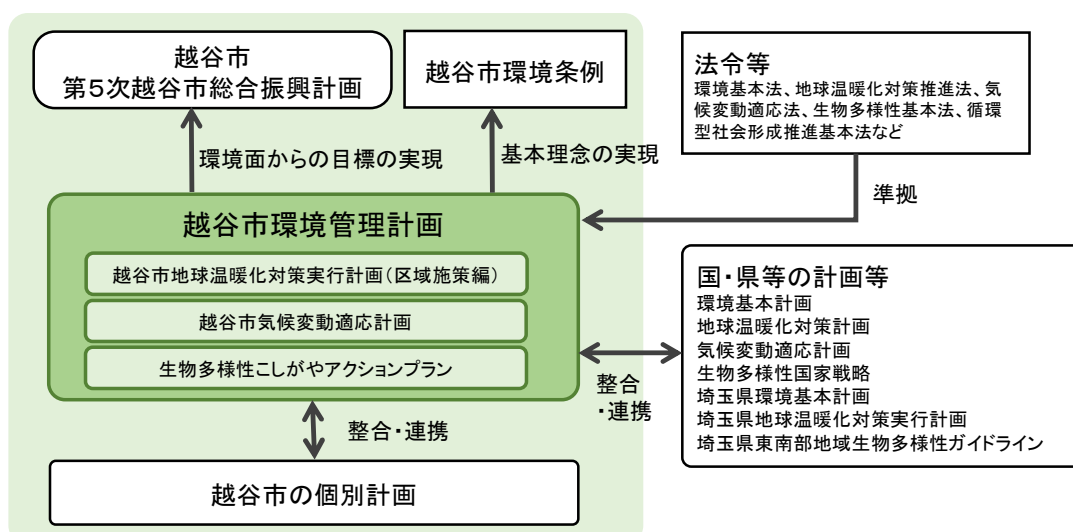 越谷市
第5次越谷市総合振興計画
越谷市環境条例
環境面からの目標の実現
基本理念の実現
越谷市環境管理計画
越谷市地球温暖化対策実行計画(区域施策編)
越谷市気候変動適応計画
生物多様性こしがやアクションプラン
整合・連携
越谷市の個別計画
法令等
環境基本法、地球温暖化対策推進法、気
候変動適応法、生物多様性基本法、循環
型社会形成推進基本法など
準拠
国・県等の計画等
環境基本計画
地球温暖化対策計画
気候変動適応計画
生物多様性国家戦略
埼玉県環境基本計画
埼玉県地球温暖化対策実行計画
埼玉県東南部地域生物多様性ガイドライン
整合
・連携